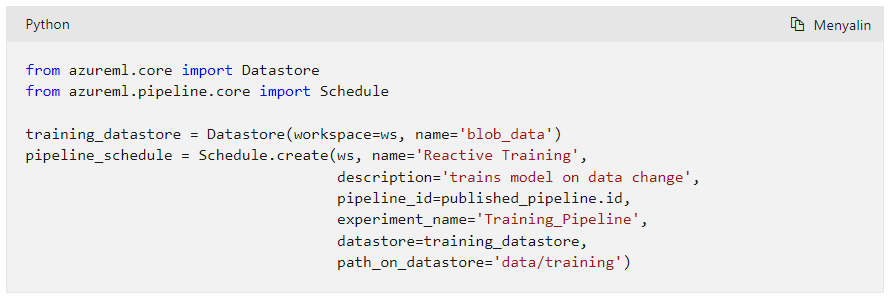 Python
Menyalin
from azureml.core import Datastore
from azureml.pipeline.core import Schedule
training_datastore = Datastore(workspace=ws, name='blob_data')
pipeline_schedule = Schedule.create(ws, name='Reactive Training',
description='trains model on data change',
pipeline_id=published_pipeline.id,
experiment_name='Training_Pipeline',
datastore=training_datastore,
path_on_datastore='data/training')